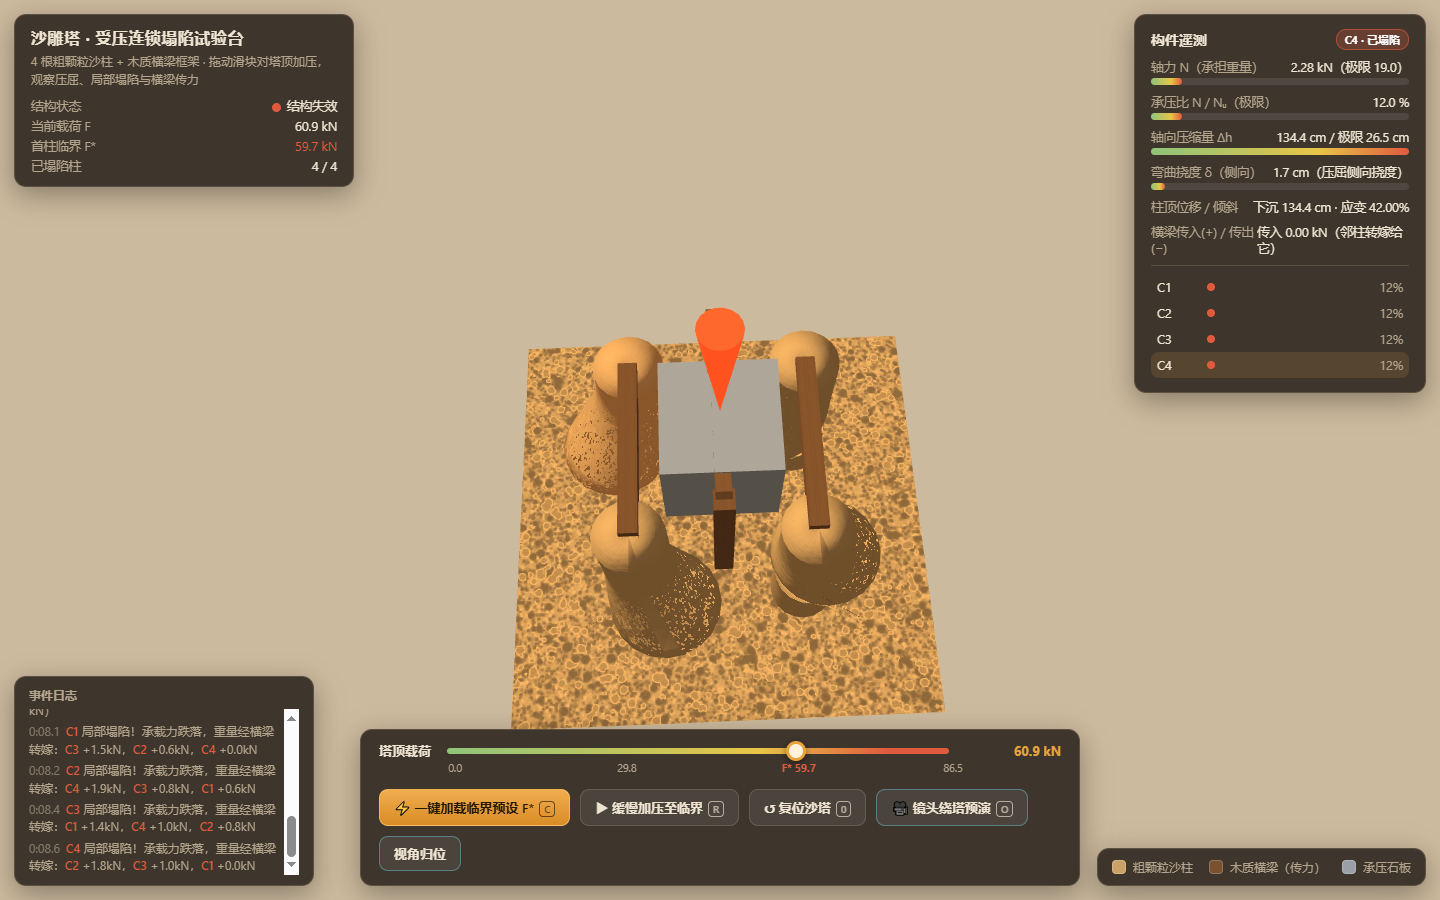 沙雕塔 · 受压连锁塌陷试验台
4 根粗颗粒沙柱 + 木质横梁框架 · 拖动滑块对塔顶加压，
观察压屈、局部塌陷与横梁传力
结构状态 结构失效
当前载荷 F 60.9 kN
首柱临界 F* 59.7 kN
已塌陷柱 4 / 4
构件遥测 C4 · 已塌陷
轴力 N（承担重量） 2.28 kN（极限 19.0）
承压比 N / Nᵤ（极限） 12.0 %
轴向压缩量 Δh 134.4 cm / 极限 26.5 cm
弯曲挠度 δ（侧向） 1.7 cm（压屈侧向挠度）
柱顶位移 / 倾斜 下沉 134.4 cm · 应变 42.00%
横梁传入(+) / 传出(−) 传入 0.00 kN（邻柱转嫁给它）
C1 12%
C2 12%
C3 12%
C4 12%
事件日志
kN）
0:08.1 C1 局部塌陷！承载力跌落，重量经横梁
转嫁：C3 +1.5kN，C2 +0.6kN，C4 +0.0kN
0:08.2 C2 局部塌陷！承载力跌落，重量经横梁
转嫁：C4 +1.9kN，C3 +0.8kN，C1 +0.6kN
0:08.4 C3 局部塌陷！承载力跌落，重量经横梁
转嫁：C1 +1.4kN，C4 +1.0kN，C2 +0.8kN
0:08.6 C4 局部塌陷！承载力跌落，重量经横梁
转嫁：C2 +1.8kN，C3 +1.0kN，C1 +0.0kN
塔顶载荷 60.9 kN
0.0 29.8 F* 59.7 86.5
一键加载临界预设 F* C
▶ 缓慢加压至临界 R
↺ 复位沙塔 0
镜头绕塔预演 O
视角归位
粗颗粒沙柱 木质横梁（传力） 承压石板